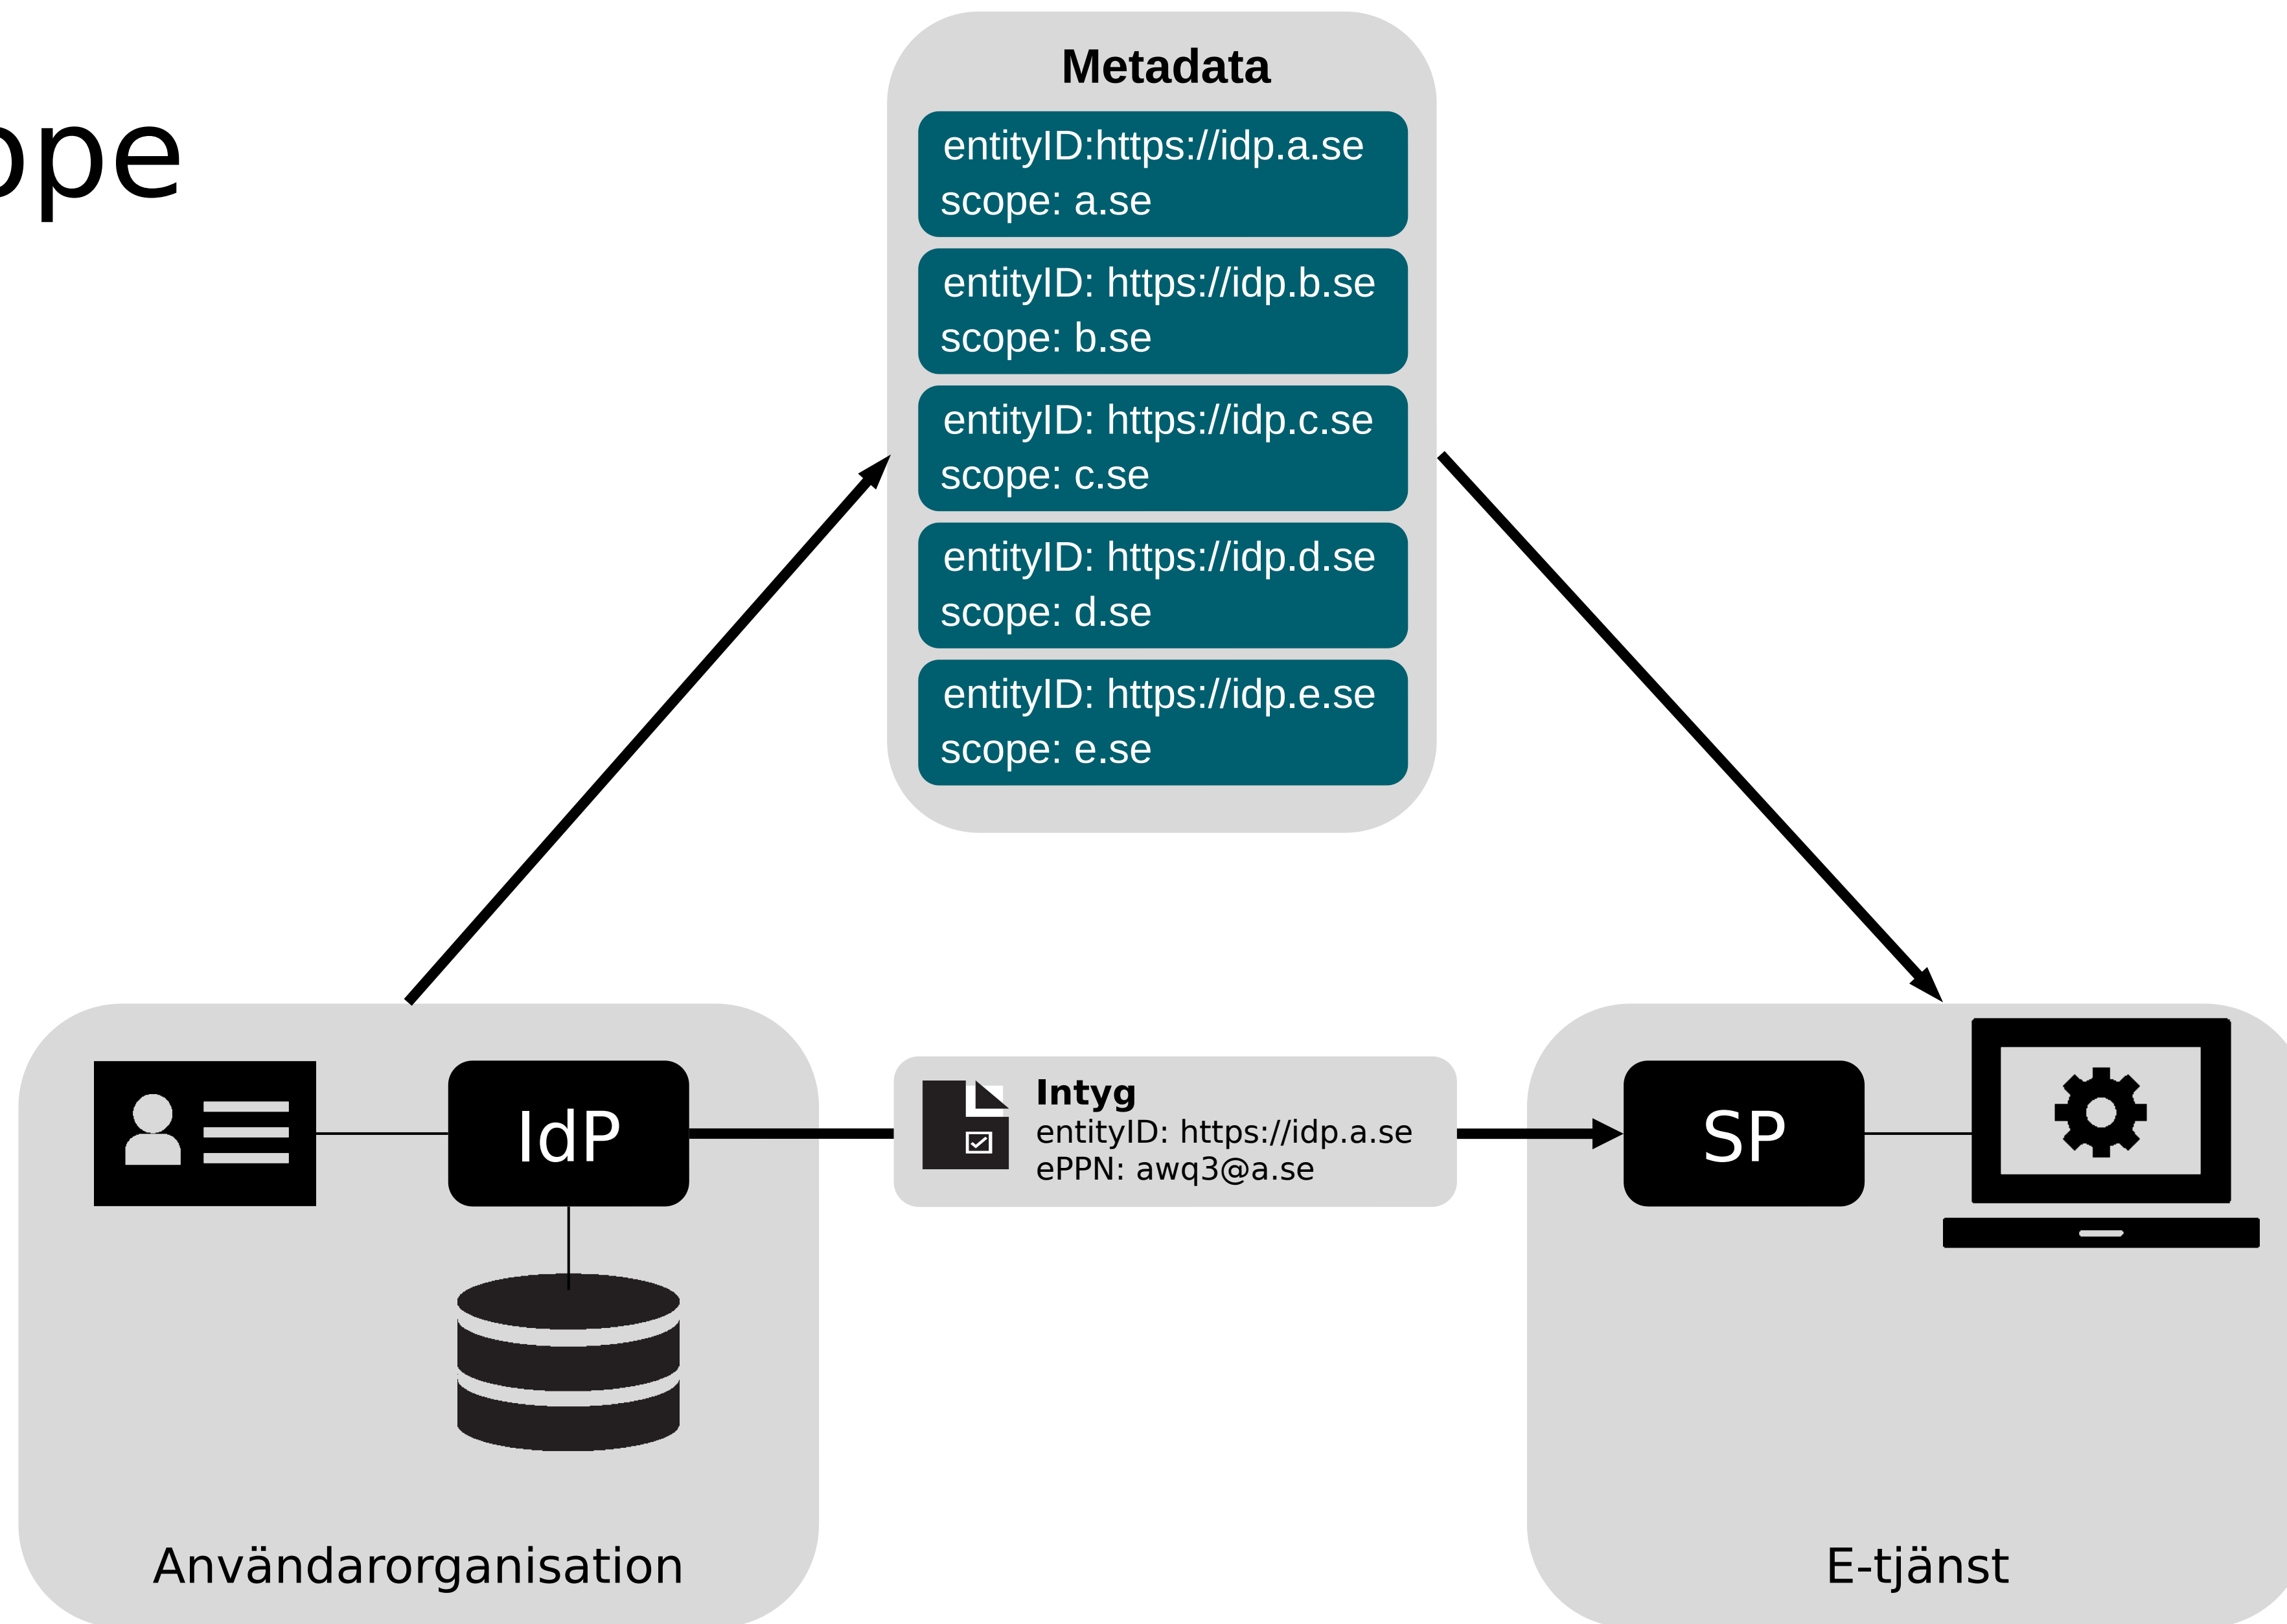 Metadata
entityID:https://idp.a.se
scope: a.se
entityID: https://idp.b.se
scope: b.se
entityID: https://idp.c.se
scope: c.se
entityID: https://idp.d.se
scope: d.se
entityID: https://idp.e.se
scope: e.se
IdP
Intyg
entityID: https://idp.a.se
ePPN: awq3@a.se
SP
Användarorganisation
E-tjänst